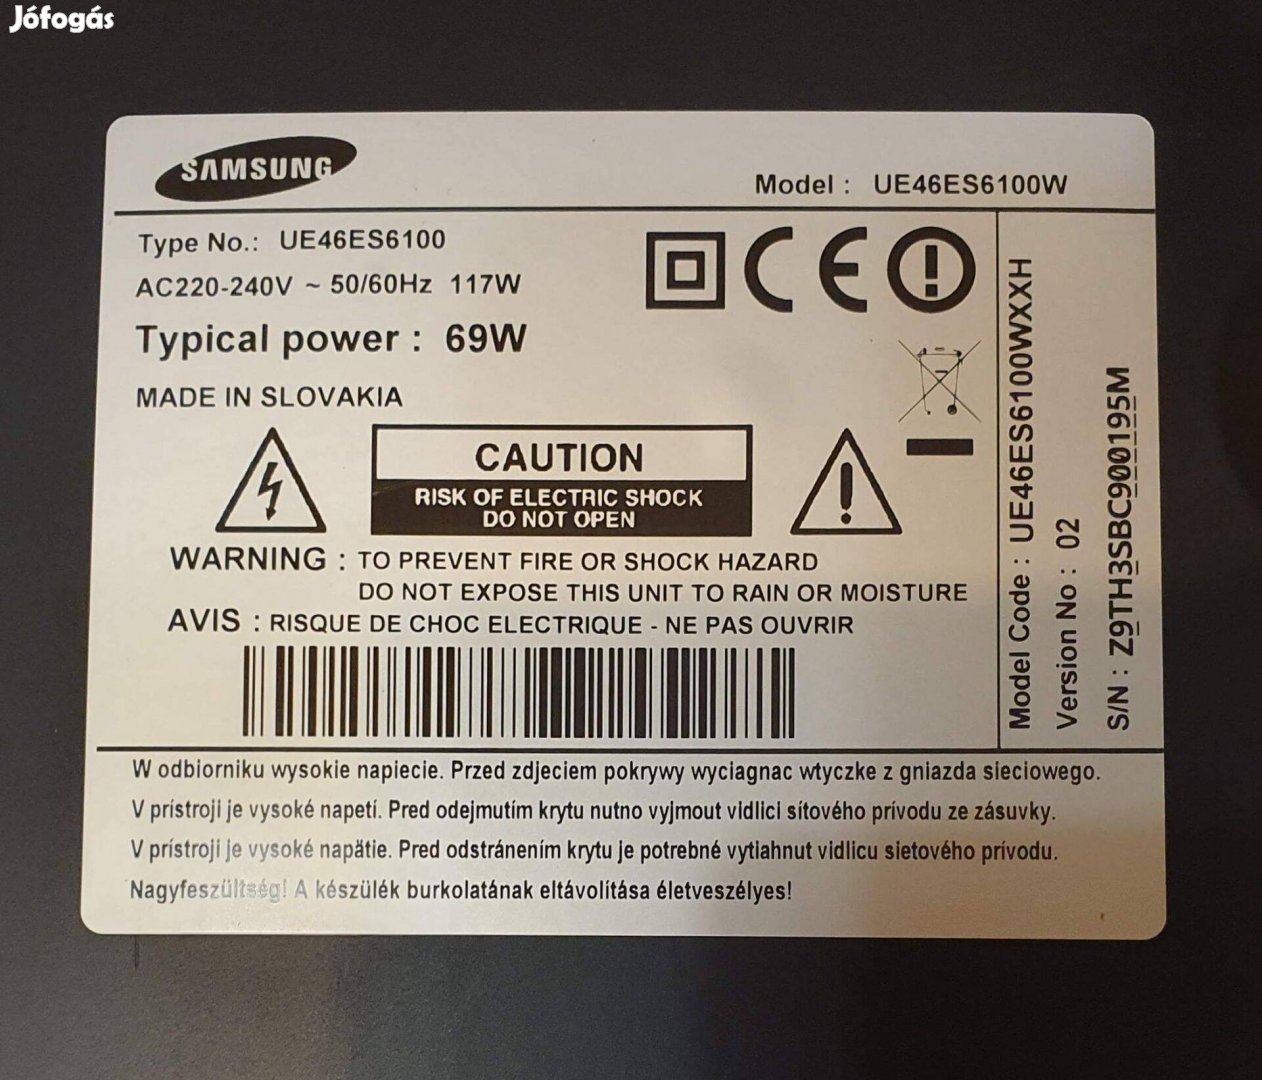 Jófogás
SAMSUNG
Model : UE46ES6100W
Type No.: UE46ES6100
AC220-240V ~ 50/60Hz 117W
Typical power : 69W
MADE IN SLOVAKIA
CAUTION
RISK OF ELECTRIC SHOCK
DO NOT OPEN
WARNING : TO PREVENT FIRE OR SHOCK HAZARD
DO NOT EXPOSE THIS UNIT TO RAIN OR MOISTURE
AVIS : RISQUE DE CHOC ELECTRIQUE - NE PAS OUVRIR
Model Code : UE46ES6100WXXH
Version No : 02
S/N : Z9TH3SBC900195M
W odbiorniku wysokie napiecie. Przed zdjeciem pokrywy wyciagnac wtyczke z gniazda sieciowego.
V prístroji je vysoké napetí. Pred odejmutím krytu nutno vyjmout vidlici sítového prívodu ze zásuvky.
V prístroji je vysoké napätie. Pred odstránením krytu je potrebné vytiahnut vidlicu sietového prívodu.
Nagyfeszültség! A készülék burkolatának eltávolítása életveszélyes!